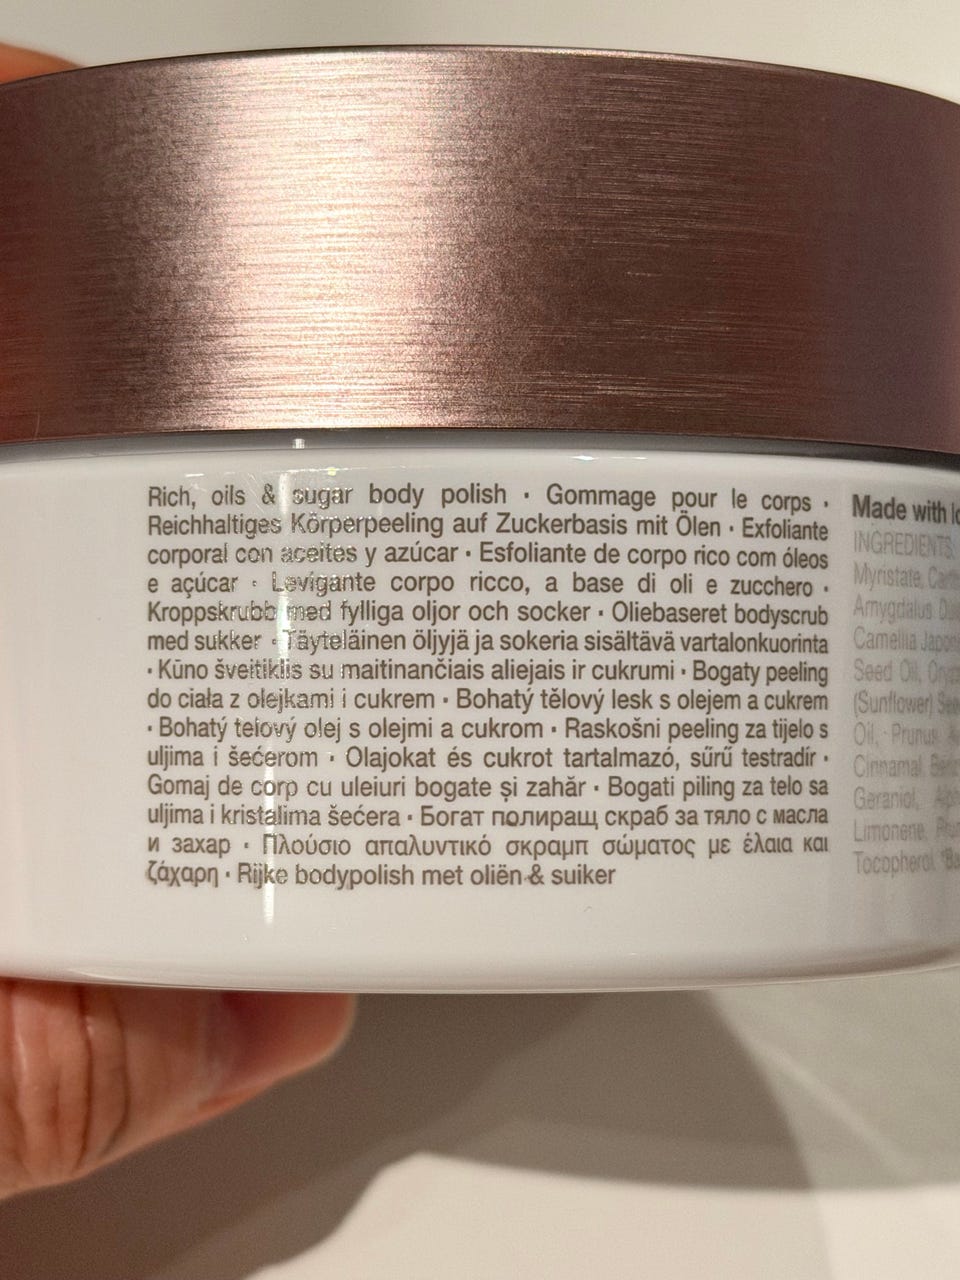 Rich, oils & sugar body polish · Gommage pour le corps ·
Reichhaltiges Körperpeeling auf Zuckerbasis mit Ölen · Exfoliante
corporal con aceites y azúcar · Esfoliante de corpo rico com óleos
e açúcar · Levigante corpo ricco, a base di oli e zucchero ·
Kroppskrubb med fylliga oljor och socker · Oliebaseret bodyscrub
med sukker · Täyteläinen öljyjä ja sokeria sisältävä vartalonkuorinta
· Kūno šveitiklis su maitinančiais aliejais ir cukrumi · Bogaty peeling
do ciała z olejkami i cukrem · Bohatý tělový lesk s olejem a cukrem
· Bohatý telový olej s olejmi a cukrom · Raskošni peeling za tijelo s
uljima i šećerom · Olajokat és cukrot tartalmazó, sűrű testradír ·
Gomaj de corp cu uleiuri bogate și zahăr · Bogati piling za telo sa
uljima i kristalima šećera · Богат полиращ скраб за тяло с масла
и захар · Πλούσιο απαλυντικό σκραμπ σώματος με έλαια και
ζάχαρη · Rijke bodypolish met oliën & suiker
Made with
INGREDIENTS:
Myristate,
Amygdalus
Camellia
Seed Oil,
(Sunflower)
Oil, · Prunus
Cinnamal,
Geraniol,
Limonene,
Tocopherol.